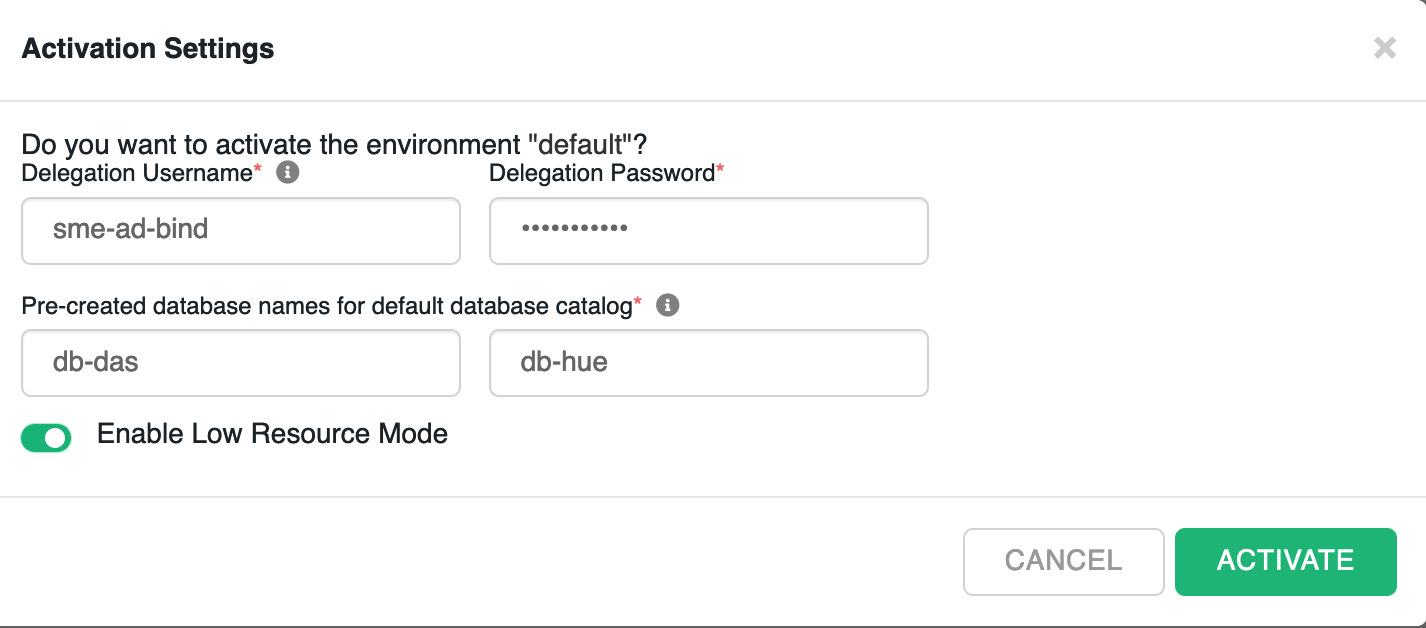 Activation Settings
Do you want to activate the environment "default"?
Delegation Username* Delegation Password*
sme-ad-bind •••••••••••
Pre-created database names for default database catalog*
db-das db-hue
Enable Low Resource Mode
CANCEL ACTIVATE